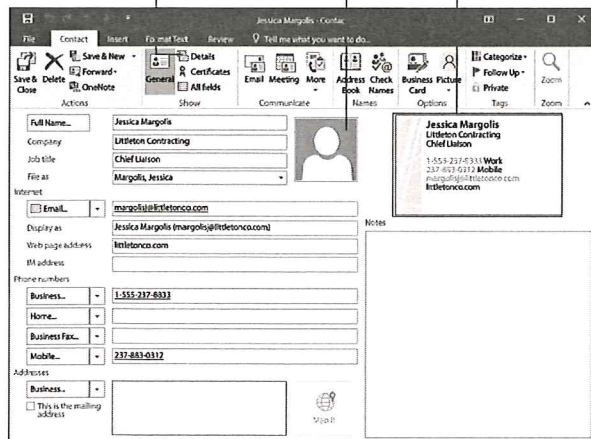 Jessica Margolis - Contac
File Contact Insert Format Text Review Tell me what you want to do...
Save & Close
Delete
Save & New
Forward
OneNote
Actions
General
Details
Certificates
All fields
Show
Email
Meeting
More
Communicate
Address Book
Check Names
Names
Business Card
Picture
Options
Categorize
Follow Up
Private
Tags
Zoom
Zoom
Full Name... Jessica Margolis
Company Littleton Contracting
Job title Chief Liaison
File as Margolis, Jessica
Internet
Email... margolisj@littletonco.com
Display as Jessica Margolis (margolisj@littletonco.com)
Web page address littletonco.com
IM address
Phone numbers
Business... 1-555-237-8333
Home...
Business Fax...
Mobile... 237-883-0312
Addresses
Business...
This is the mailing address
Map It
Jessica Margolis
Littleton Contracting
Chief Liaison
1-555-237-8333 Work
237-883-0312 Mobile
margolisj@littletonco.com
littletonco.com
Notes